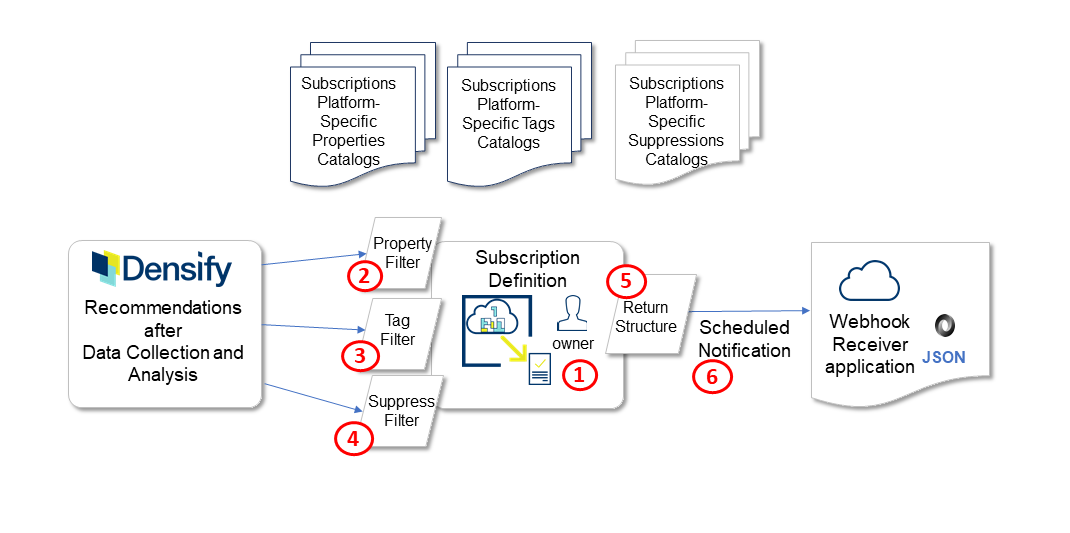 Subscriptions
Platform-
Specific
Properties
Catalogs
Subscriptions
Platform-
Specific Tags
Catalogs
Subscriptions
Platform-
Specific
Suppressions
Catalogs
Densify
Recommendations
after
Data Collection and
Analysis
Property
Filter
2
Tag
Filter
3
Suppress
Filter
4
Subscription
Definition
owner
1
5
Return
Structure
Scheduled
Notification
6
Webhook
Receiver
application
JSON